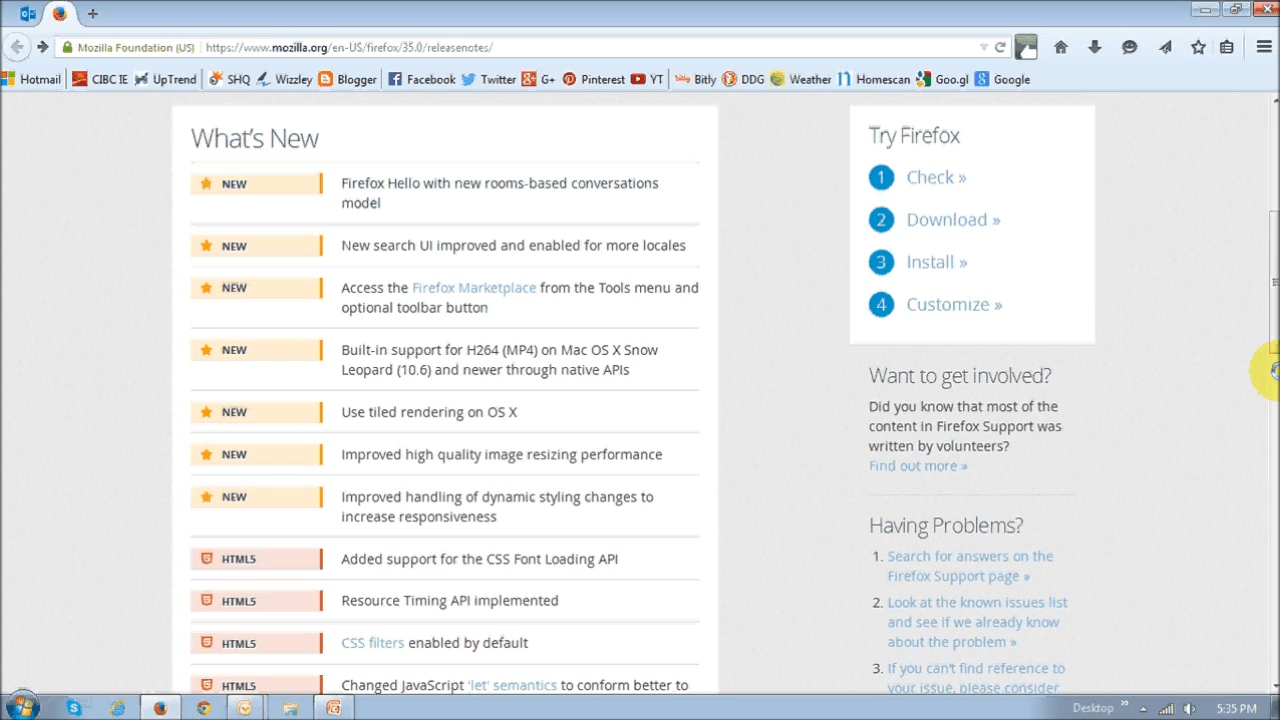 Mozilla Foundation (US)
https://www.mozilla.org/en-US/firefox/35.0/releasenotes/
Hotmail CIBC IE UpTrend SHQ Wizzley Blogger Facebook Twitter G+ Pinterest YT Bitly DDG Weather Homescan Goo.gl Google
What's New
NEW Firefox Hello with new rooms-based conversations
model
NEW New search UI improved and enabled for more locales
NEW Access the Firefox Marketplace from the Tools menu and
optional toolbar button
NEW Built-in support for H264 (MP4) on Mac OS X Snow
Leopard (10.6) and newer through native APIs
NEW Use tiled rendering on OS X
NEW Improved high quality image resizing performance
NEW Improved handling of dynamic styling changes to
increase responsiveness
HTML5 Added support for the CSS Font Loading API
HTML5 Resource Timing API implemented
HTML5 CSS filters enabled by default
HTML5 Changed JavaScript 'let' semantics to conform better to
Try Firefox
1 Check »
2 Download »
3 Install »
4 Customize »
Want to get involved?
Did you know that most of the
content in Firefox Support was
written by volunteers?
Find out more »
Having Problems?
1. Search for answers on the
Firefox Support page »
2. Look at the known issues list
and see if we already know
about the problem »
3. If you can't find reference to
your issue, please consider
Desktop
5:35 PM